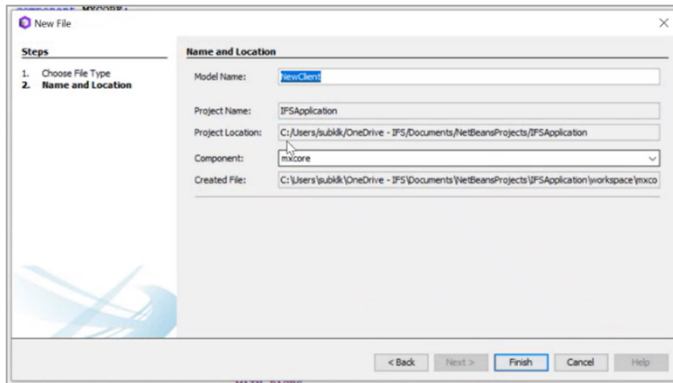 component MXCORE;
New File
Steps
1. Choose File Type
2. Name and Location
Name and Location
Model Name: NewClient
Project Name: IFSApplication
Project Location: C:/Users/subklk/OneDrive - IFS/Documents/NetBeansProjects/IFSApplication
Component: mxcore
Created File: C:\Users\subklk\OneDrive - IFS\Documents\NetBeansProjects\IFSApplication\workspace\mxco
< Back Next > Finish Cancel Help